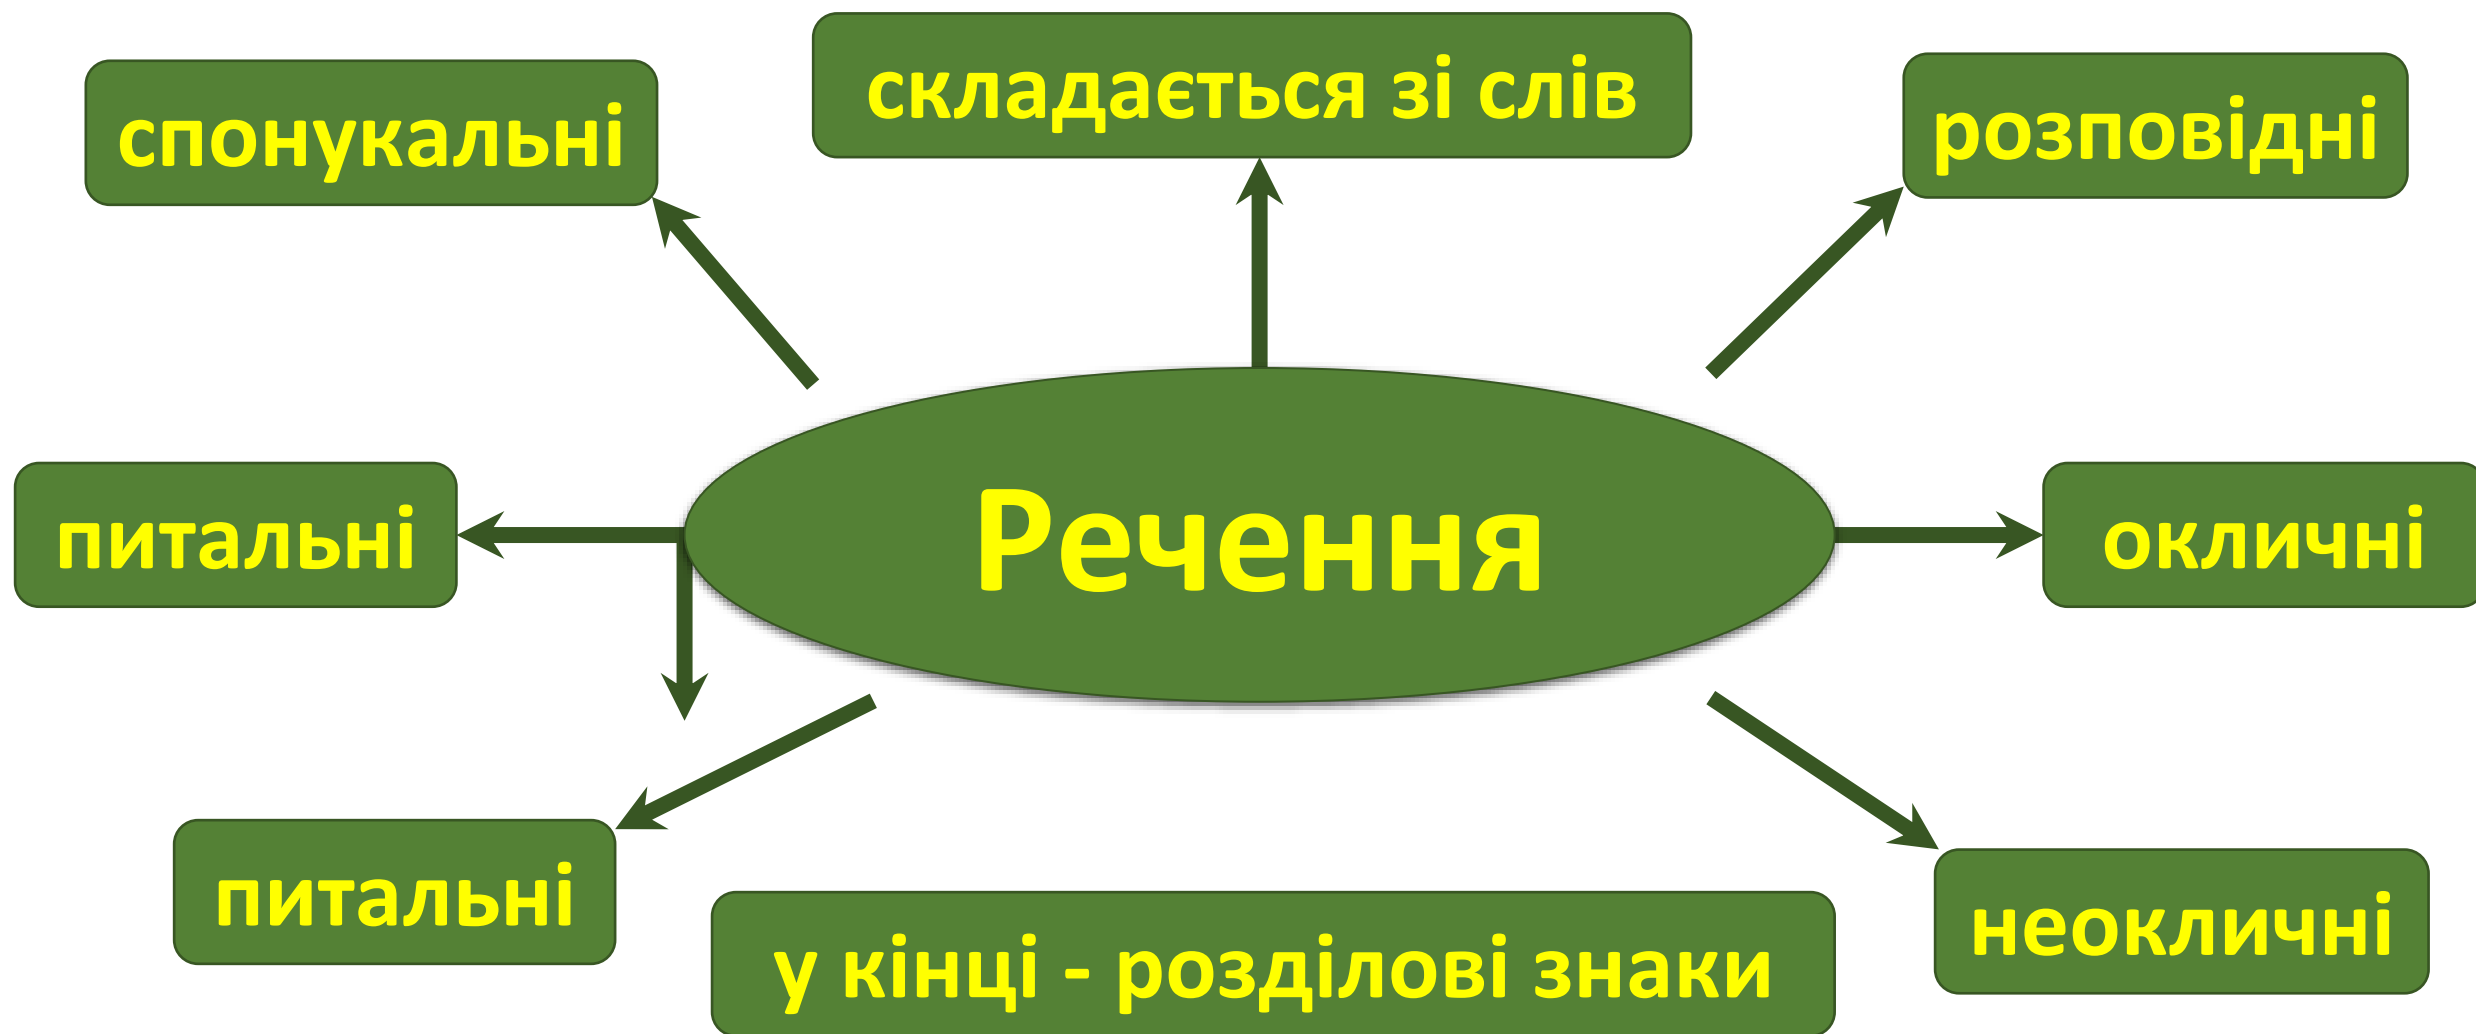 складається зі слів
спонукальні
розповідні
питальні
Речення
окличні
питальні
неокличні
у кінці - розділові знаки